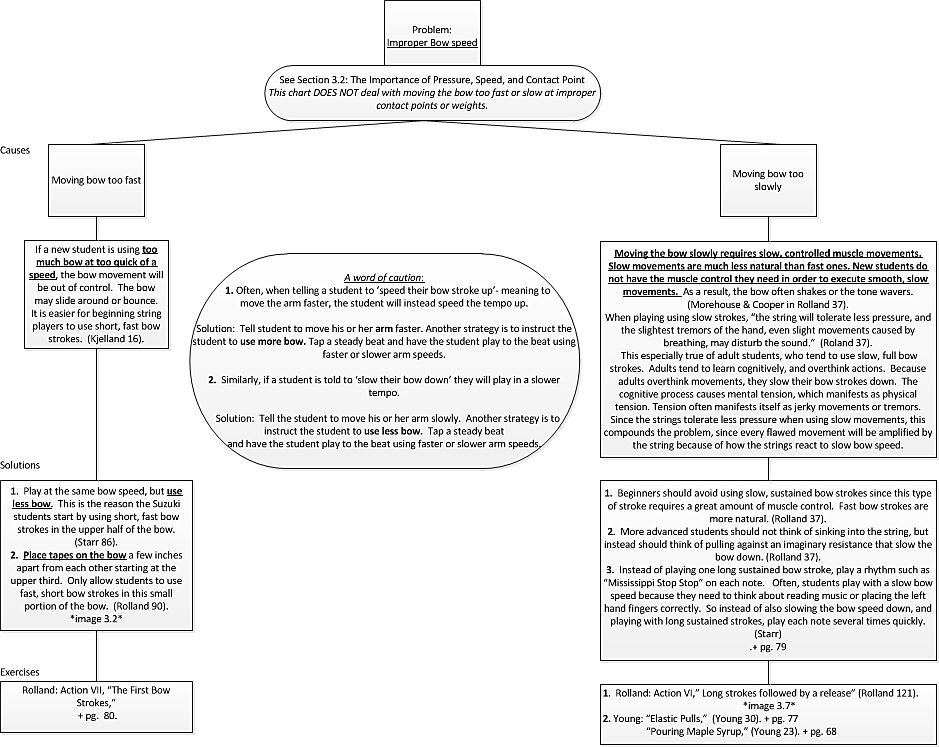 Problem:
Improper Bow speed
See Section 3.2: The Importance of Pressure, Speed, and Contact Point
This chart DOES NOT deal with moving the bow too fast or slow at improper
contact points or weights.
Causes
Moving bow too fast
Moving bow too
slowly
If a new student is using too
much bow at too quick of a
speed, the bow movement will
be out of control.  The bow
may slide around or bounce.
It is easier for beginning string
players to use short, fast bow
strokes.  (Kjelland 16).
A word of caution:
1. Often, when telling a student to 'speed their bow stroke up'- meaning to
move the arm faster, the student will instead speed the tempo up.
Solution:  Tell student to move his or her arm faster. Another strategy is to instruct the
student to use more bow. Tap a steady beat and have the student play to the beat using
faster or slower arm speeds.
2.  Similarly, if a student is told to 'slow their bow down' they will play in a slower
tempo.
Solution:  Tell the student to move his or her arm slowly.  Another strategy is to
instruct the student to use less bow.  Tap a steady beat
and have the student play to the beat using faster or slower arm speeds.
Moving the bow slowly requires slow, controlled muscle movements.
Slow movements are much less natural than fast ones. New students do
not have the muscle control they need in order to execute smooth, slow
movements.  As a result, the bow often shakes or the tone wavers.
(Morehouse & Cooper in Rolland 37).
When playing using slow strokes, "the string will tolerate less pressure, and
the slightest tremors of the hand, even slight movements caused by
breathing, may disturb the sound."  (Roland 37).
This especially true of adult students, who tend to use slow, full bow
strokes.  Adults tend to learn cognitively, and overthink actions.  Because
adults overthink movements, they slow their bow strokes down.  The
cognitive process causes mental tension, which manifests as physical
tension. Tension often manifests itself as jerky movements or tremors.
Since the strings tolerate less pressure when using slow movements, this
compounds the problem, since every flawed movement will be amplified by
the string because of how the strings react to slow bow speed.
Solutions
1.  Play at the same bow speed, but use
less bow.  This is the reason the Suzuki
students start by using short, fast bow
strokes in the upper half of the bow.
(Starr 86).
2.  Place tapes on the bow a few inches
apart from each other starting at the
upper third.  Only allow students to use
fast, short bow strokes in this small
portion of the bow.  (Rolland 90).
*image 3.2*
1.  Beginners should avoid using slow, sustained bow strokes since this type
of stroke requires a great amount of muscle control.  Fast bow strokes are
more natural. (Rolland 37).
2.  More advanced students should not think of sinking into the string, but
instead should think of pulling against an imaginary resistance that slow the
bow down. (Rolland 37).
3.  Instead of playing one long sustained bow stroke, play a rhythm such as
"Mississippi Stop Stop" on each note.   Often, students play with a slow bow
speed because they need to think about reading music or placing the left
hand fingers correctly.  So instead of also slowing the bow speed down, and
playing with long sustained strokes, play each note several times quickly.
(Starr)
.+ pg. 79
Exercises
Rolland: Action VII, "The First Bow
Strokes,"
+ pg.  80.
1.  Rolland: Action VI," Long strokes followed by a release" (Rolland 121).
*image 3.7*
2. Young: "Elastic Pulls," (Young 30). + pg. 77
"Pouring Maple Syrup," (Young 23). + pg. 68